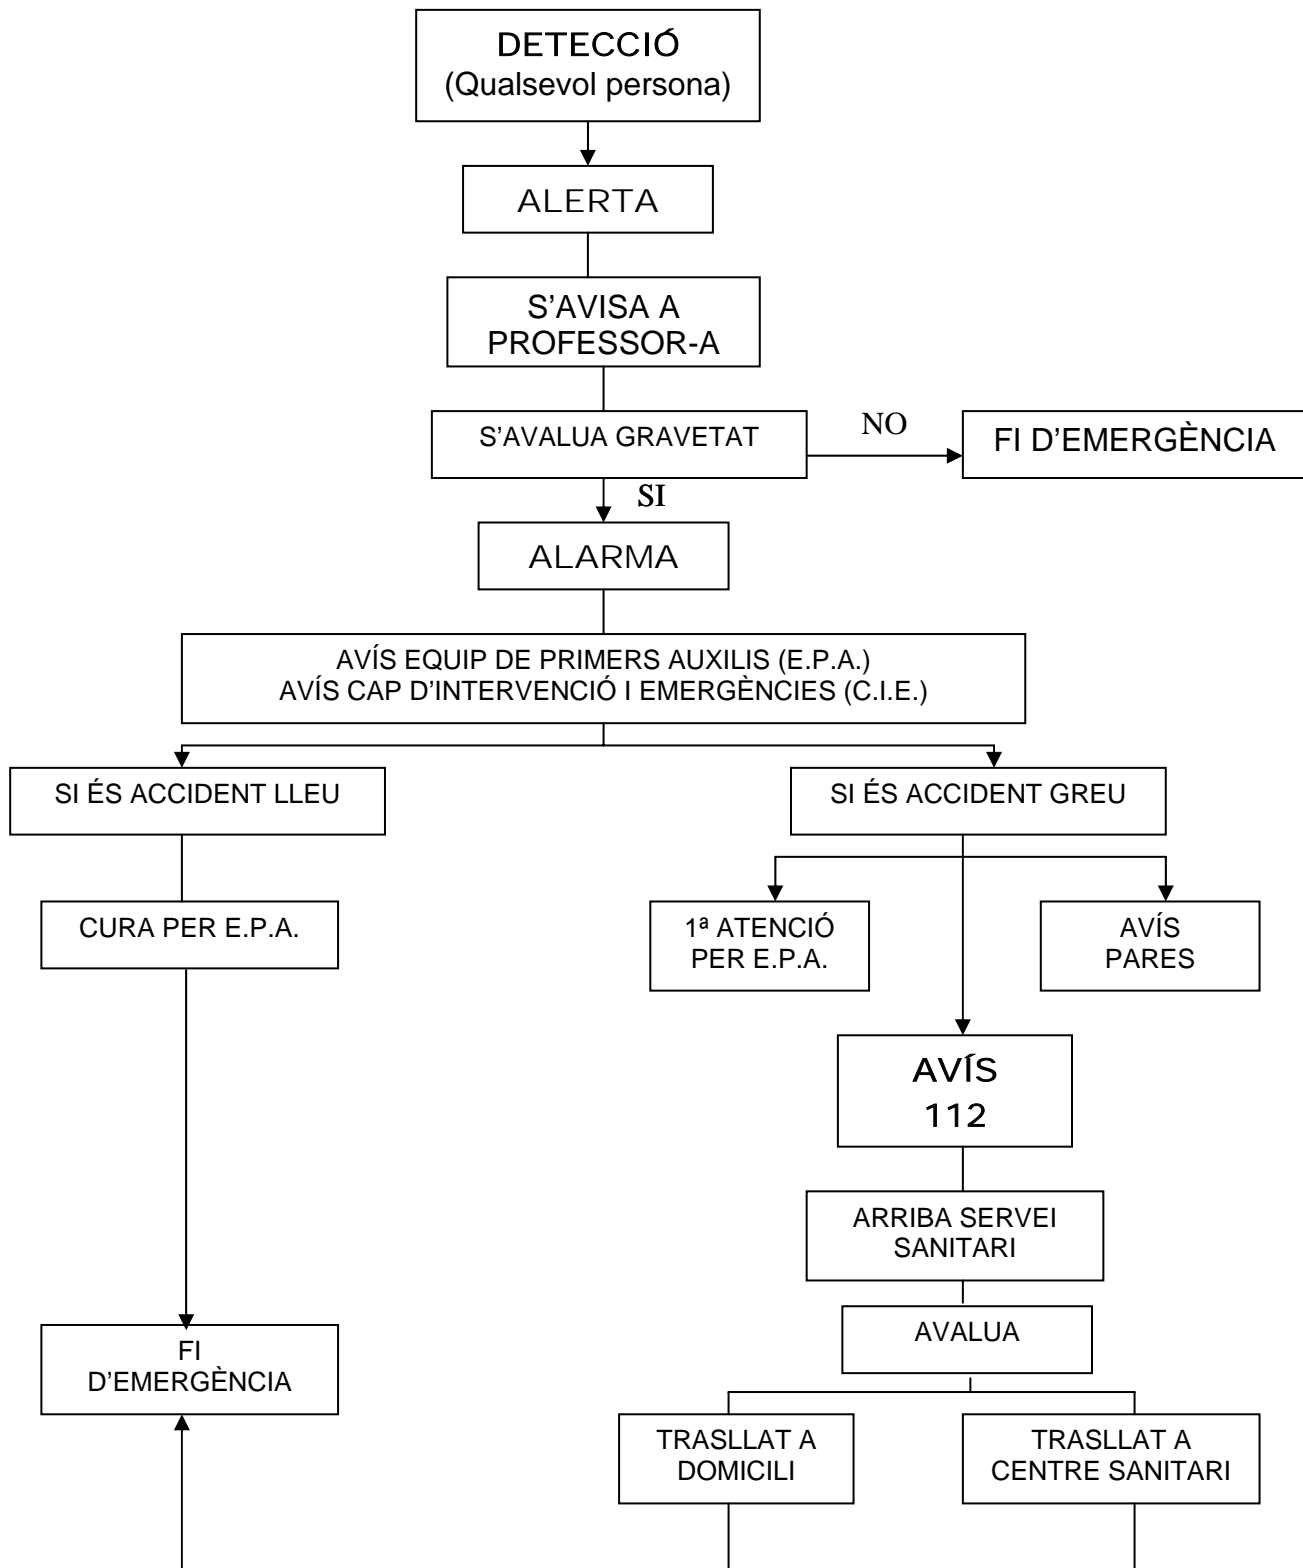 DETECCIÓ
(Qualsevol persona)
ALERTA
S’AVISA A
PROFESSOR-A
S’AVALUA GRAVETAT
NO
FI D’EMERGÈNCIA
SI
ALARMA
AVÍS EQUIP DE PRIMERS AUXILIS (E.P.A.)
AVÍS CAP D’INTERVENCIÓ I EMERGÈNCIES (C.I.E.)
SI ÉS ACCIDENT LLEU
SI ÉS ACCIDENT GREU
CURA PER E.P.A.
1ª ATENCIÓ
PER E.P.A.
AVÍS
PARES
AVÍS
112
ARRIBA SERVEI
SANITARI
AVALUA
FI
D’EMERGÈNCIA
TRASLLAT A
DOMICILI
TRASLLAT A
CENTRE SANITARI